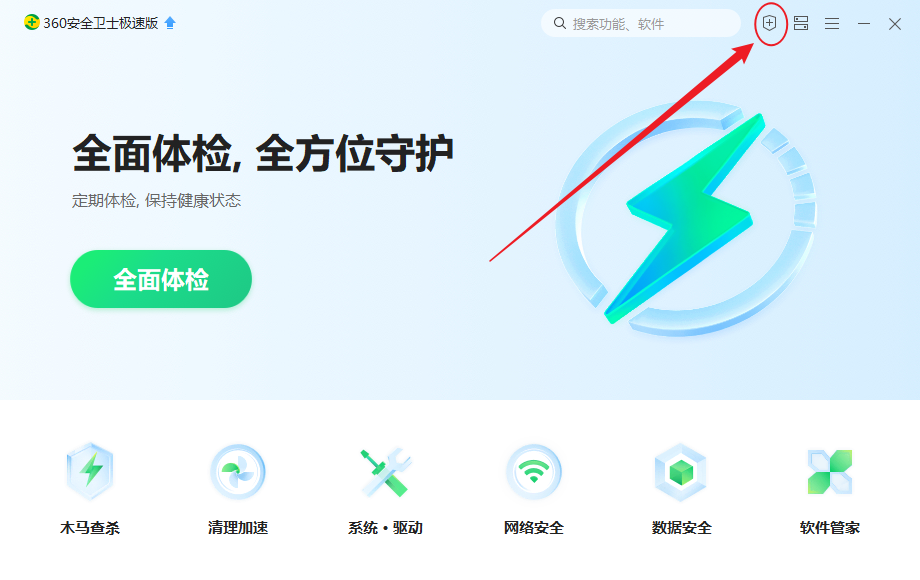 360安全卫士极速版
搜索功能、软件
全面体检, 全方位守护
定期体检, 保持健康状态
全面体检
木马查杀
清理加速
系统·驱动
网络安全
数据安全
软件管家